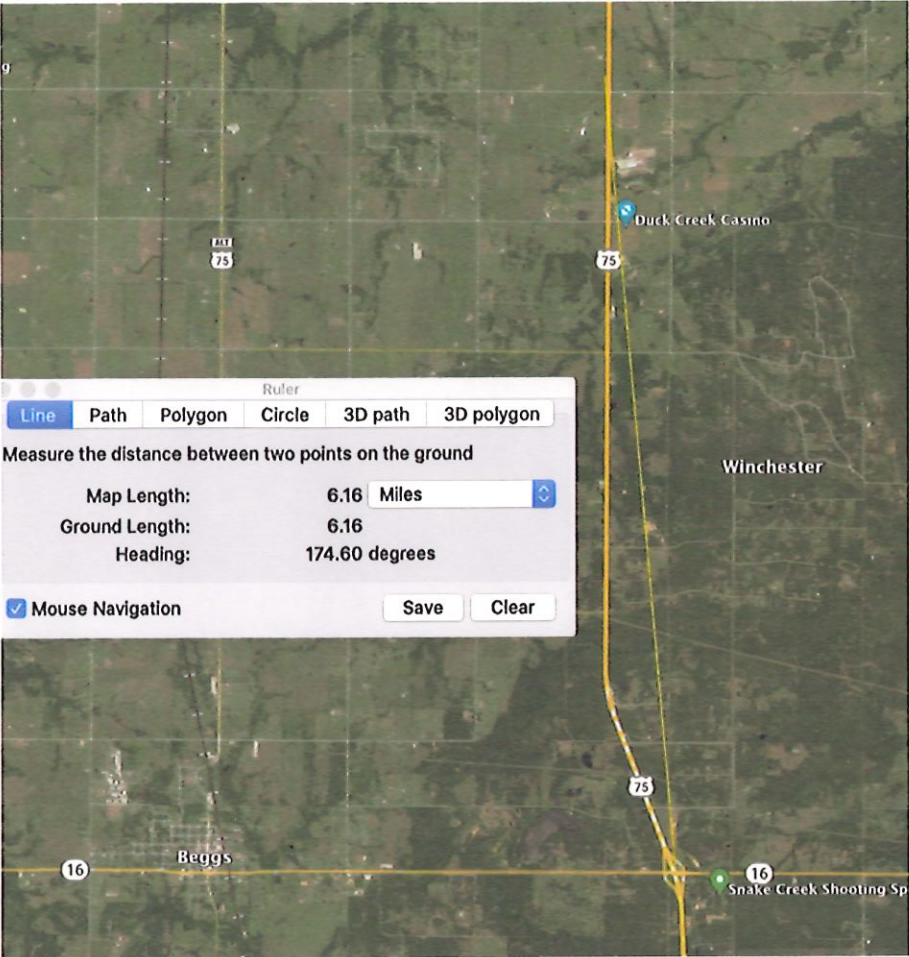 g
Duck Creek Casino
ALT
75
75
Ruler
Line Path Polygon Circle 3D path 3D polygon
Measure the distance between two points on the ground
Map Length: 6.16 Miles
Ground Length: 6.16
Heading: 174.60 degrees
Mouse Navigation Save Clear
Winchester
75
Beggs
16
16
Snake Creek Shooting Sp